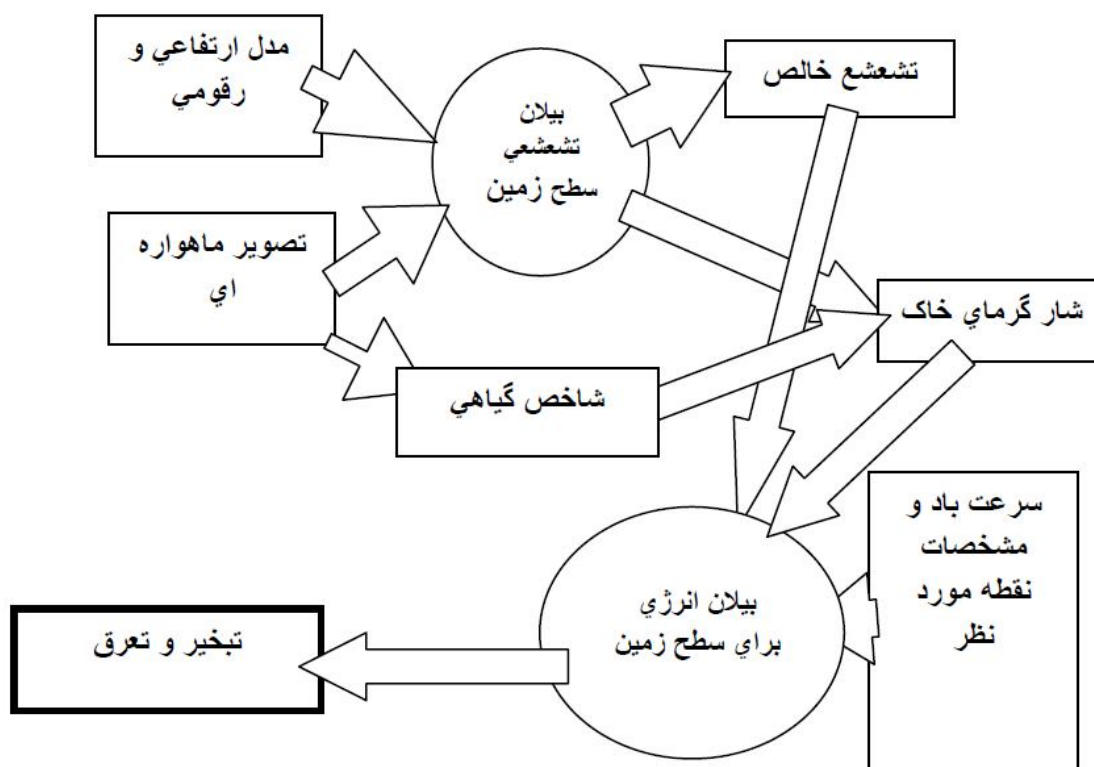 مدل ارتفاعي و
رقومي
بيلان
تشعشعي
سطح زمين
تشعشع خالص
تصوير ماهواره
اي
شار گرماي خاک
شاخص گياهي
سرعت باد و
مشخصات
نقطه مورد
نظر
بيلان انرژي
براي سطح زمين
تبخير و تعرق